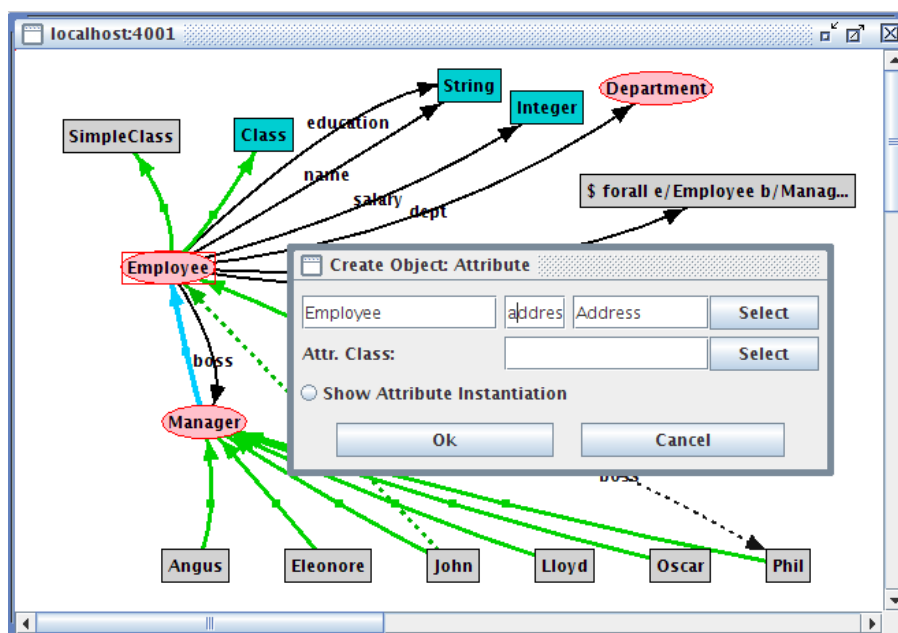 localhost:4001
String
Department
Integer
SimpleClass
Class
education
name
salary
dept
$ forall e/Employee b/Manag...
Employee
Create Object: Attribute
Employee
addres
Address
Select
Attr. Class:
Select
Show Attribute Instantiation
Ok
Cancel
boss
Manager
boss
Angus
Eleonore
John
Lloyd
Oscar
Phil